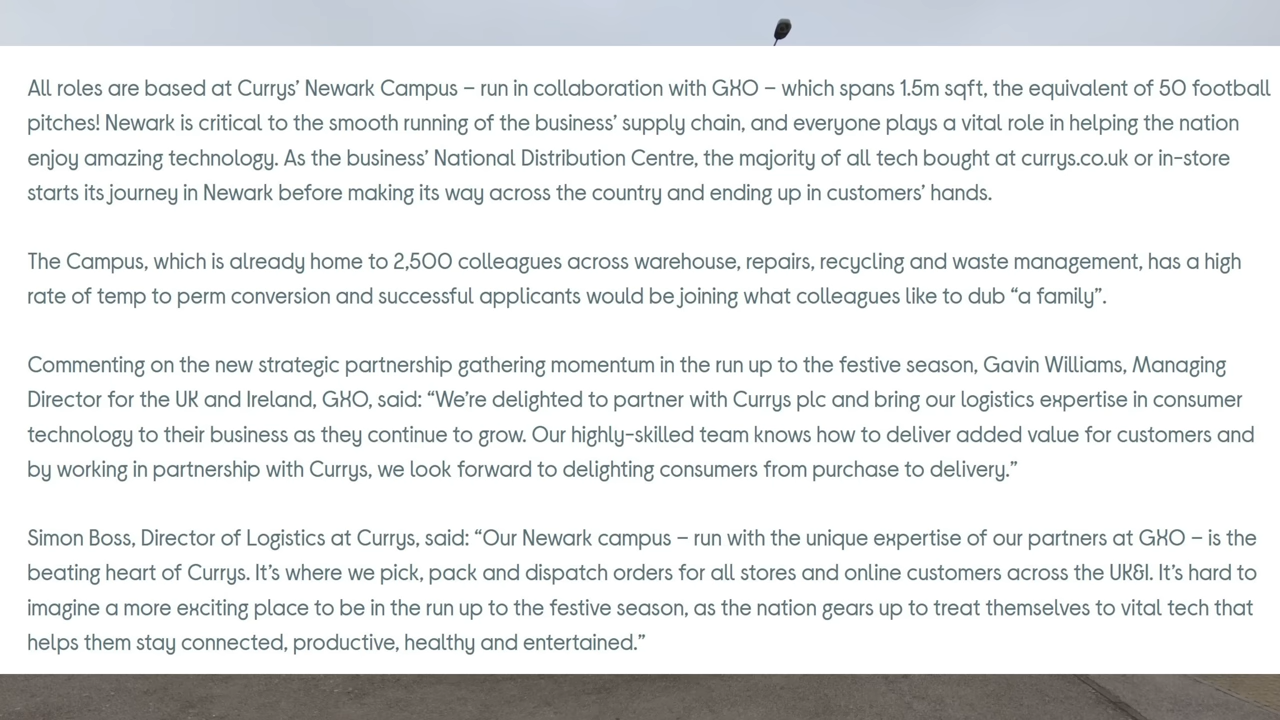 All roles are based at Currys’ Newark Campus – run in collaboration with GXO – which spans 1.5m sqft, the equivalent of 50 football
pitches! Newark is critical to the smooth running of the business’ supply chain, and everyone plays a vital role in helping the nation
enjoy amazing technology. As the business’ National Distribution Centre, the majority of all tech bought at currys.co.uk or in-store
starts its journey in Newark before making its way across the country and ending up in customers’ hands.
The Campus, which is already home to 2,500 colleagues across warehouse, repairs, recycling and waste management, has a high
rate of temp to perm conversion and successful applicants would be joining what colleagues like to dub “a family”.
Commenting on the new strategic partnership gathering momentum in the run up to the festive season, Gavin Williams, Managing
Director for the UK and Ireland, GXO, said: “We’re delighted to partner with Currys plc and bring our logistics expertise in consumer
technology to their business as they continue to grow. Our highly-skilled team knows how to deliver added value for customers and
by working in partnership with Currys, we look forward to delighting consumers from purchase to delivery.”
Simon Boss, Director of Logistics at Currys, said: “Our Newark campus – run with the unique expertise of our partners at GXO – is the
beating heart of Currys. It’s where we pick, pack and dispatch orders for all stores and online customers across the UK&I. It’s hard to
imagine a more exciting place to be in the run up to the festive season, as the nation gears up to treat themselves to vital tech that
helps them stay connected, productive, healthy and entertained.”